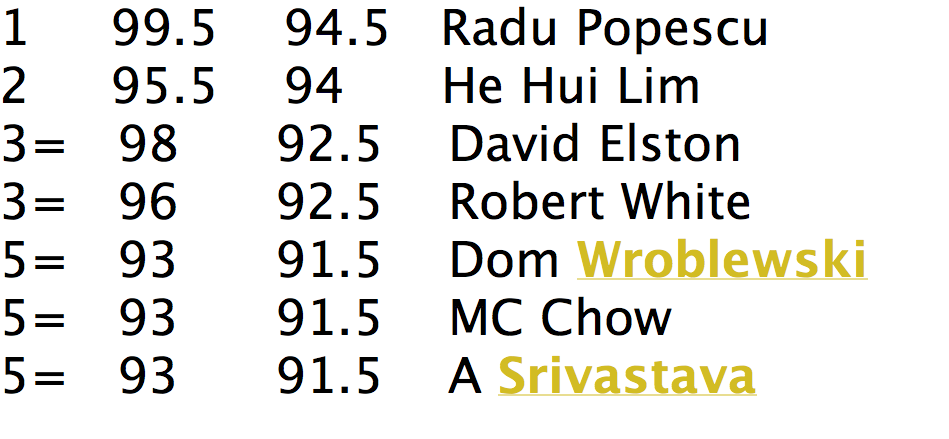 1 99.5 94.5 Radu Popescu
2 95.5 94 He Hui Lim
3= 98 92.5 David Elston
3= 96 92.5 Robert White
5= 93 91.5 Dom Wroblewski
5= 93 91.5 MC Chow
5= 93 91.5 A Srivastava